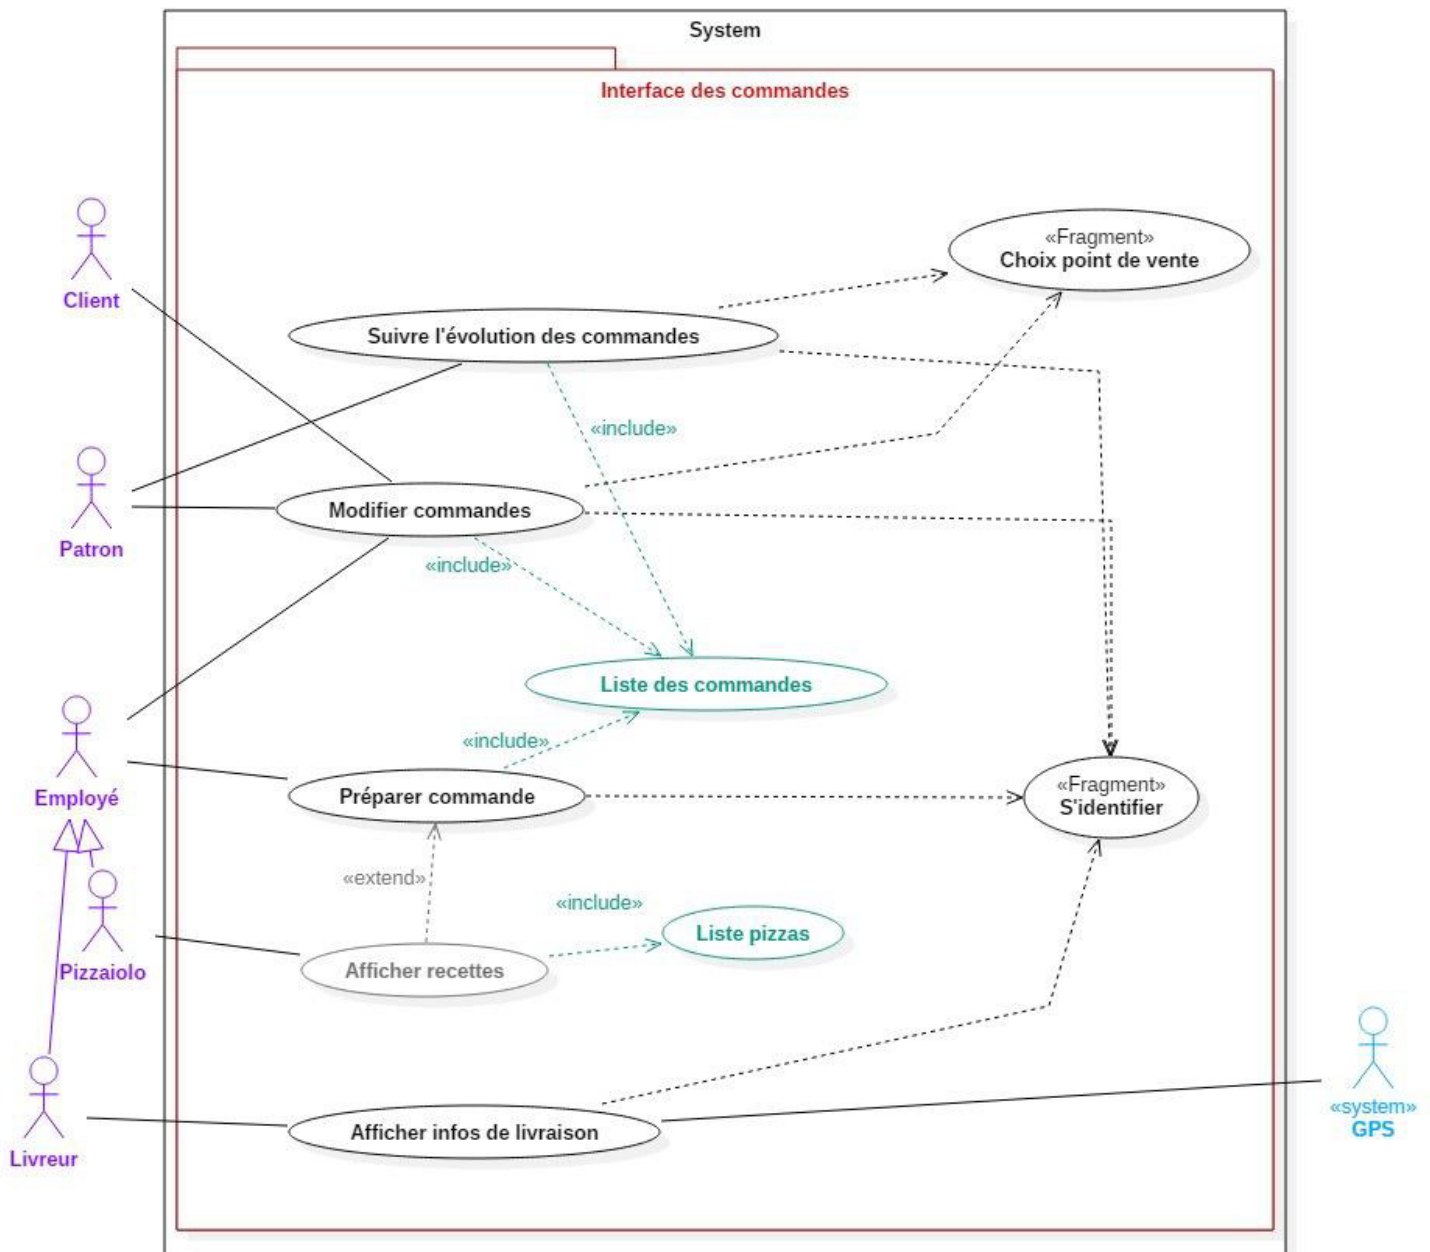 System
Interface des commandes
«Fragment»
Choix point de vente
Client
Suivre l'évolution des commandes
«include»
Patron
Modifier commandes
«include»
Liste des commandes
«include»
Employé
Préparer commande
«Fragment»
S'identifier
«extend»
«include»
Liste pizzas
Pizzaiolo
Afficher recettes
«system»
GPS
Afficher infos de livraison
Livreur